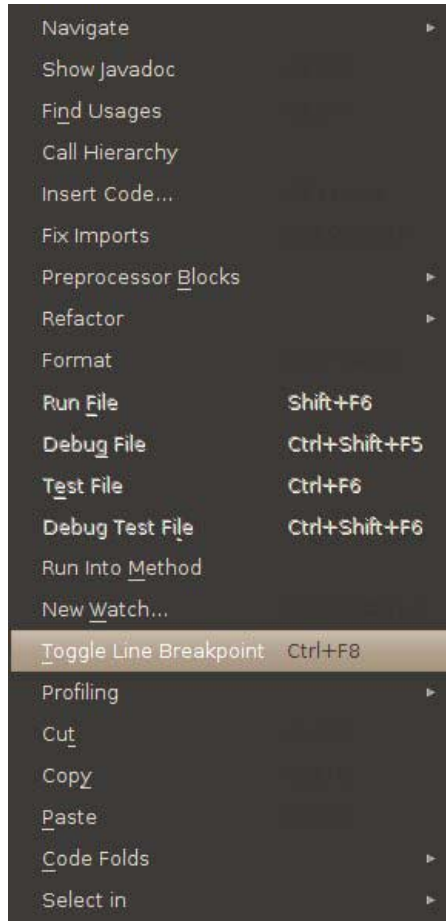 Navigate
Show Javadoc
Find Usages
Call Hierarchy
Insert Code...
Fix Imports
Preprocessor Blocks
Refactor
Format
Run File Shift+F6
Debug File Ctrl+Shift+F5
Test File Ctrl+F6
Debug Test File Ctrl+Shift+F6
Run Into Method
New Watch...
Toggle Line Breakpoint Ctrl+F8
Profiling
Cut
Copy
Paste
Code Folds
Select in